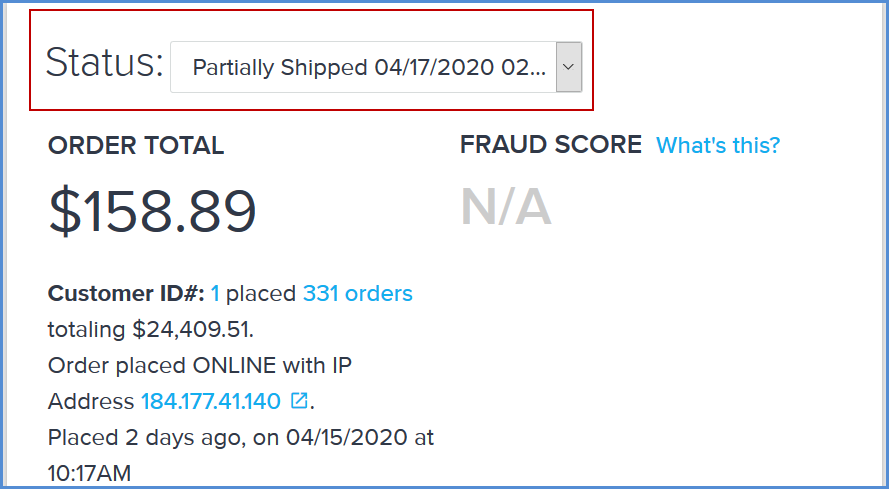 Status: Partially Shipped 04/17/2020 02...
ORDER TOTAL
FRAUD SCORE What's this?
$158.89
N/A
Customer ID#: 1 placed 331 orders
totaling $24,409.51.
Order placed ONLINE with IP
Address 184.177.41.140.
Placed 2 days ago, on 04/15/2020 at
10:17AM